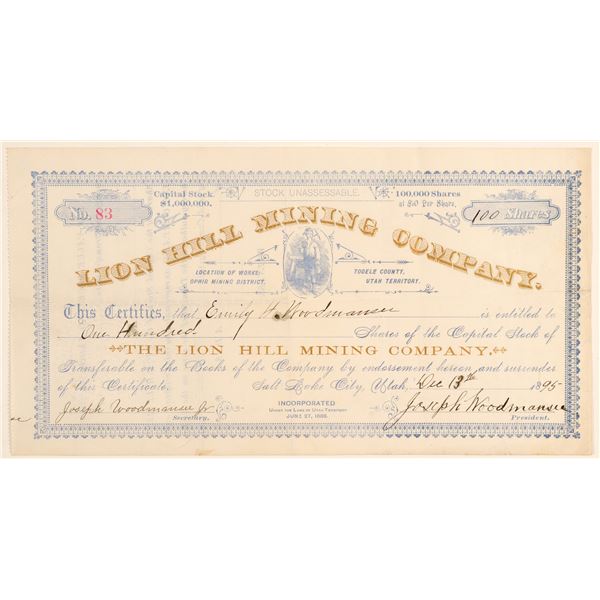 Capital Stock
$1,000,000.
STOCK UNASSESSABLE.
100,000 Shares
at $10 Per Share.
No. 83
100 Shares
LION HILL MINING COMPANY.
LOCATION OF WORKS:
OPHIR MINING DISTRICT.
TOOELE COUNTY,
UTAH TERRITORY.
This Certifies, that Emily H. Woodmansee is entitled to
One Hundred Shares of the Capital Stock of
THE LION HILL MINING COMPANY.
Transferable on the Books of the Company by endorsement hereon, and surrender
of this Certificate. Salt Lake City, Utah, Dec 13th 1895
Joseph Woodmansee Jr
Secretary.
INCORPORATED
UNDER THE LAWS OF UTAH TERRITORY
JUNE 27, 1886.
Joseph Woodmansee
President.